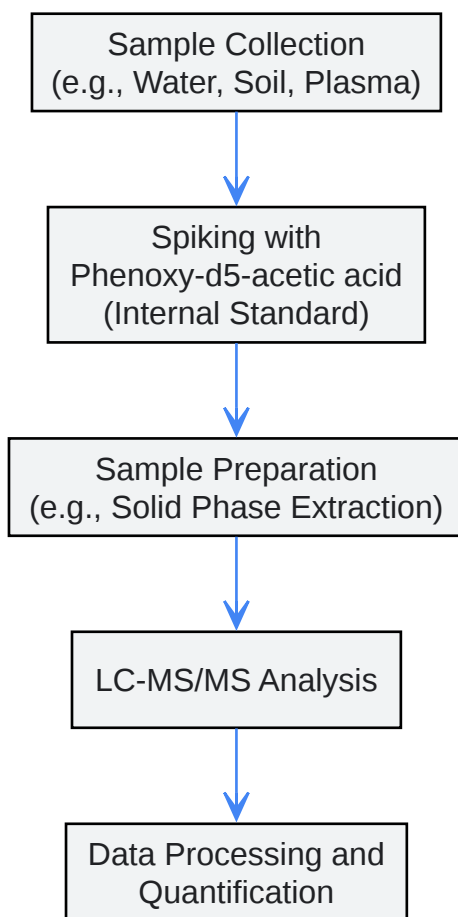 Sample Collection
(e.g., Water, Soil, Plasma)
Spiking with
Phenoxy-d5-acetic acid
(Internal Standard)
Sample Preparation
(e.g., Solid Phase Extraction)
LC-MS/MS Analysis
Data Processing and
Quantification